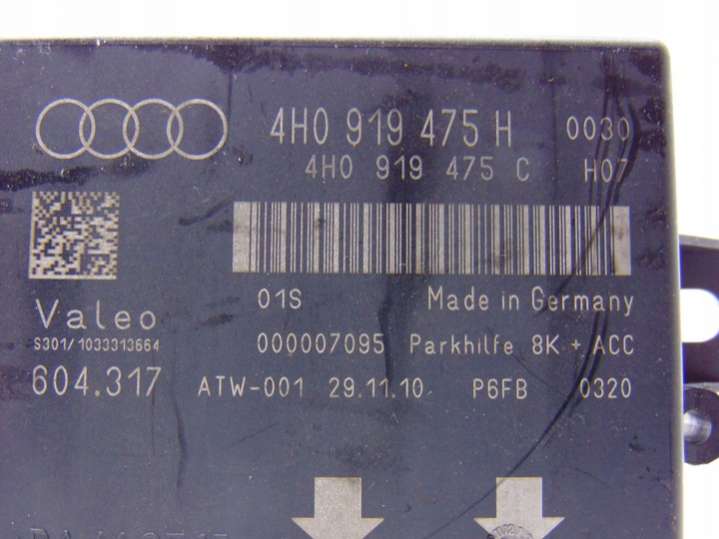 4H0 919 475 H 0030
4H0 919 475 C H07
01S Made in Germany
Valeo
S301/1033313664
000007095 Parkhilfe 8K + ACC
604.317
ATW-001 29.11.10 P6FB 0320